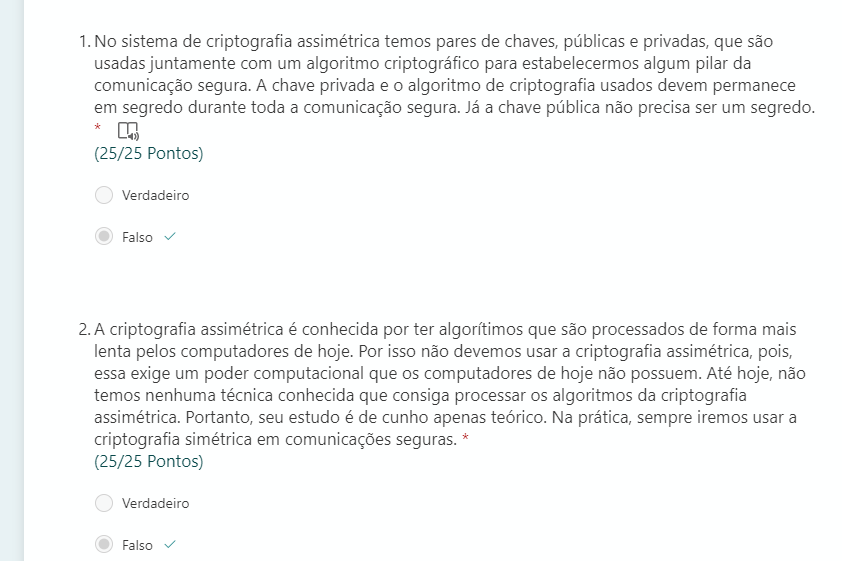 1. No sistema de criptografia assimétrica temos pares de chaves, públicas e privadas, que são
usadas juntamente com um algoritmo criptográfico para estabelecermos algum pilar da
comunicação segura. A chave privada e o algoritmo de criptografia usados devem permanece
em segredo durante toda a comunicação segura. Já a chave pública não precisa ser um segredo.
*
(25/25 Pontos)
Verdadeiro
Falso
2. A criptografia assimétrica é conhecida por ter algorítimos que são processados de forma mais
lenta pelos computadores de hoje. Por isso não devemos usar a criptografia assimétrica, pois,
essa exige um poder computacional que os computadores de hoje não possuem. Até hoje, não
temos nenhuma técnica conhecida que consiga processar os algoritmos da criptografia
assimétrica. Portanto, seu estudo é de cunho apenas teórico. Na prática, sempre iremos usar a
criptografia simétrica em comunicações seguras. *
(25/25 Pontos)
Verdadeiro
Falso